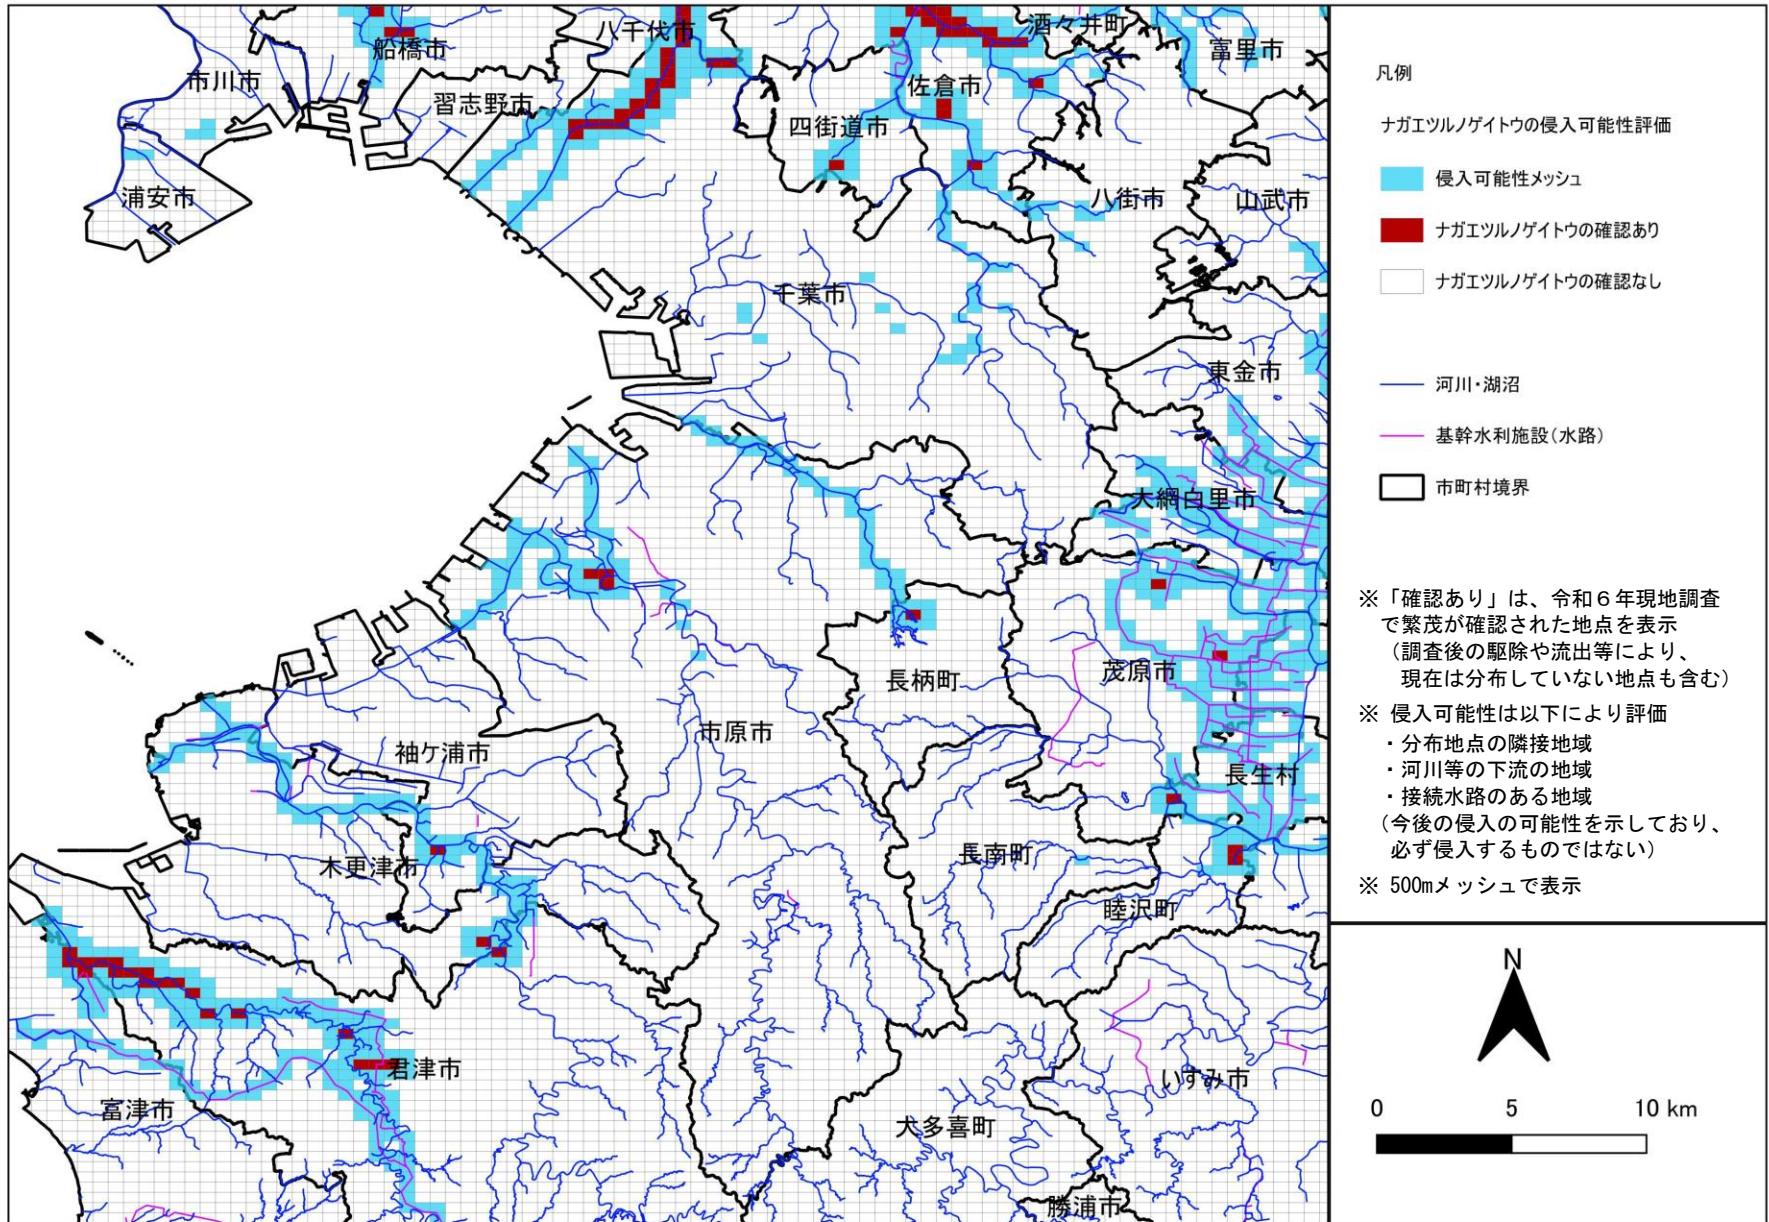 船橋市
八千代市
酒々井町
富里市
市川市
習志野市
佐倉市
四街道市
浦安市
八街市
山武市
千葉市
東金市
大網白里市
長柄町
茂原市
市原市
袖ケ浦市
長生村
木更津市
長南町
睦沢町
君津市
富津市
いすみ市
大多喜町
勝浦市
凡例
ナガエツルノゲイトウの侵入可能性評価
侵入可能性メッシュ
ナガエツルノゲイトウの確認あり
ナガエツルノゲイトウの確認なし
河川・湖沼
基幹水利施設(水路)
市町村境界
※「確認あり」は、令和６年現地調査
で繁茂が確認された地点を表示
（調査後の駆除や流出等により、
現在は分布していない地点も含む）
※ 侵入可能性は以下により評価
・分布地点の隣接地域
・河川等の下流の地域
・接続水路のある地域
（今後の侵入の可能性を示しており、
必ず侵入するものではない）
※ 500mメッシュで表示
N
0 5 10 km